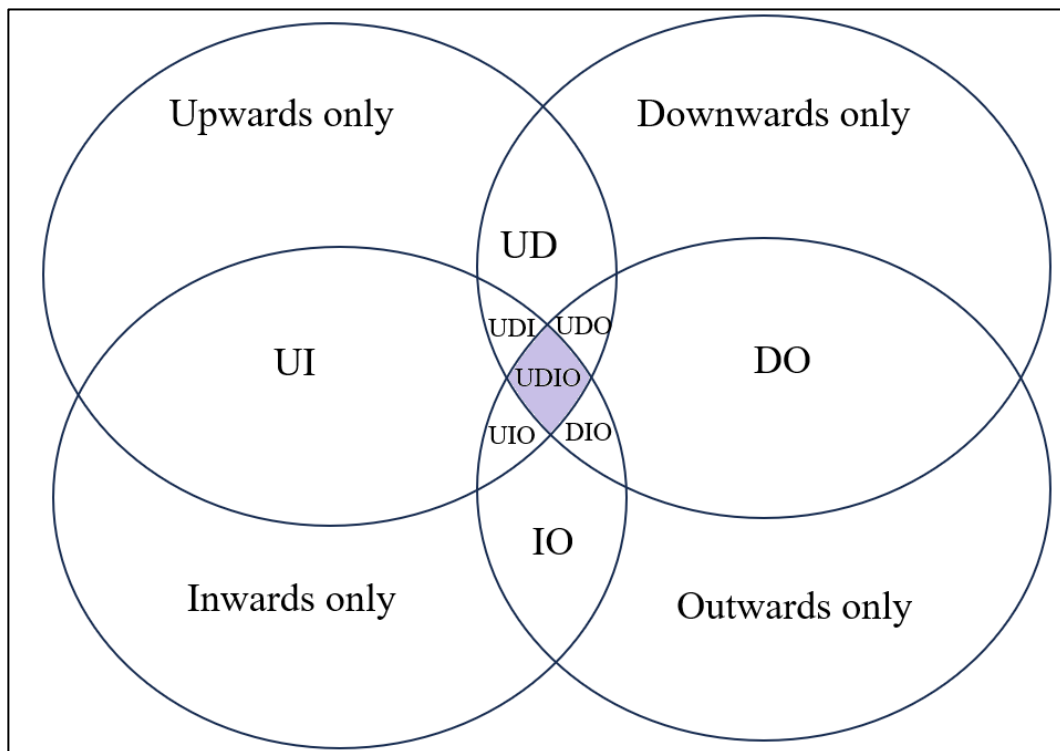 Upwards only
Downwards only
UD
UDI
UDO
UI
UDIO
DO
UIO
DIO
IO
Inwards only
Outwards only